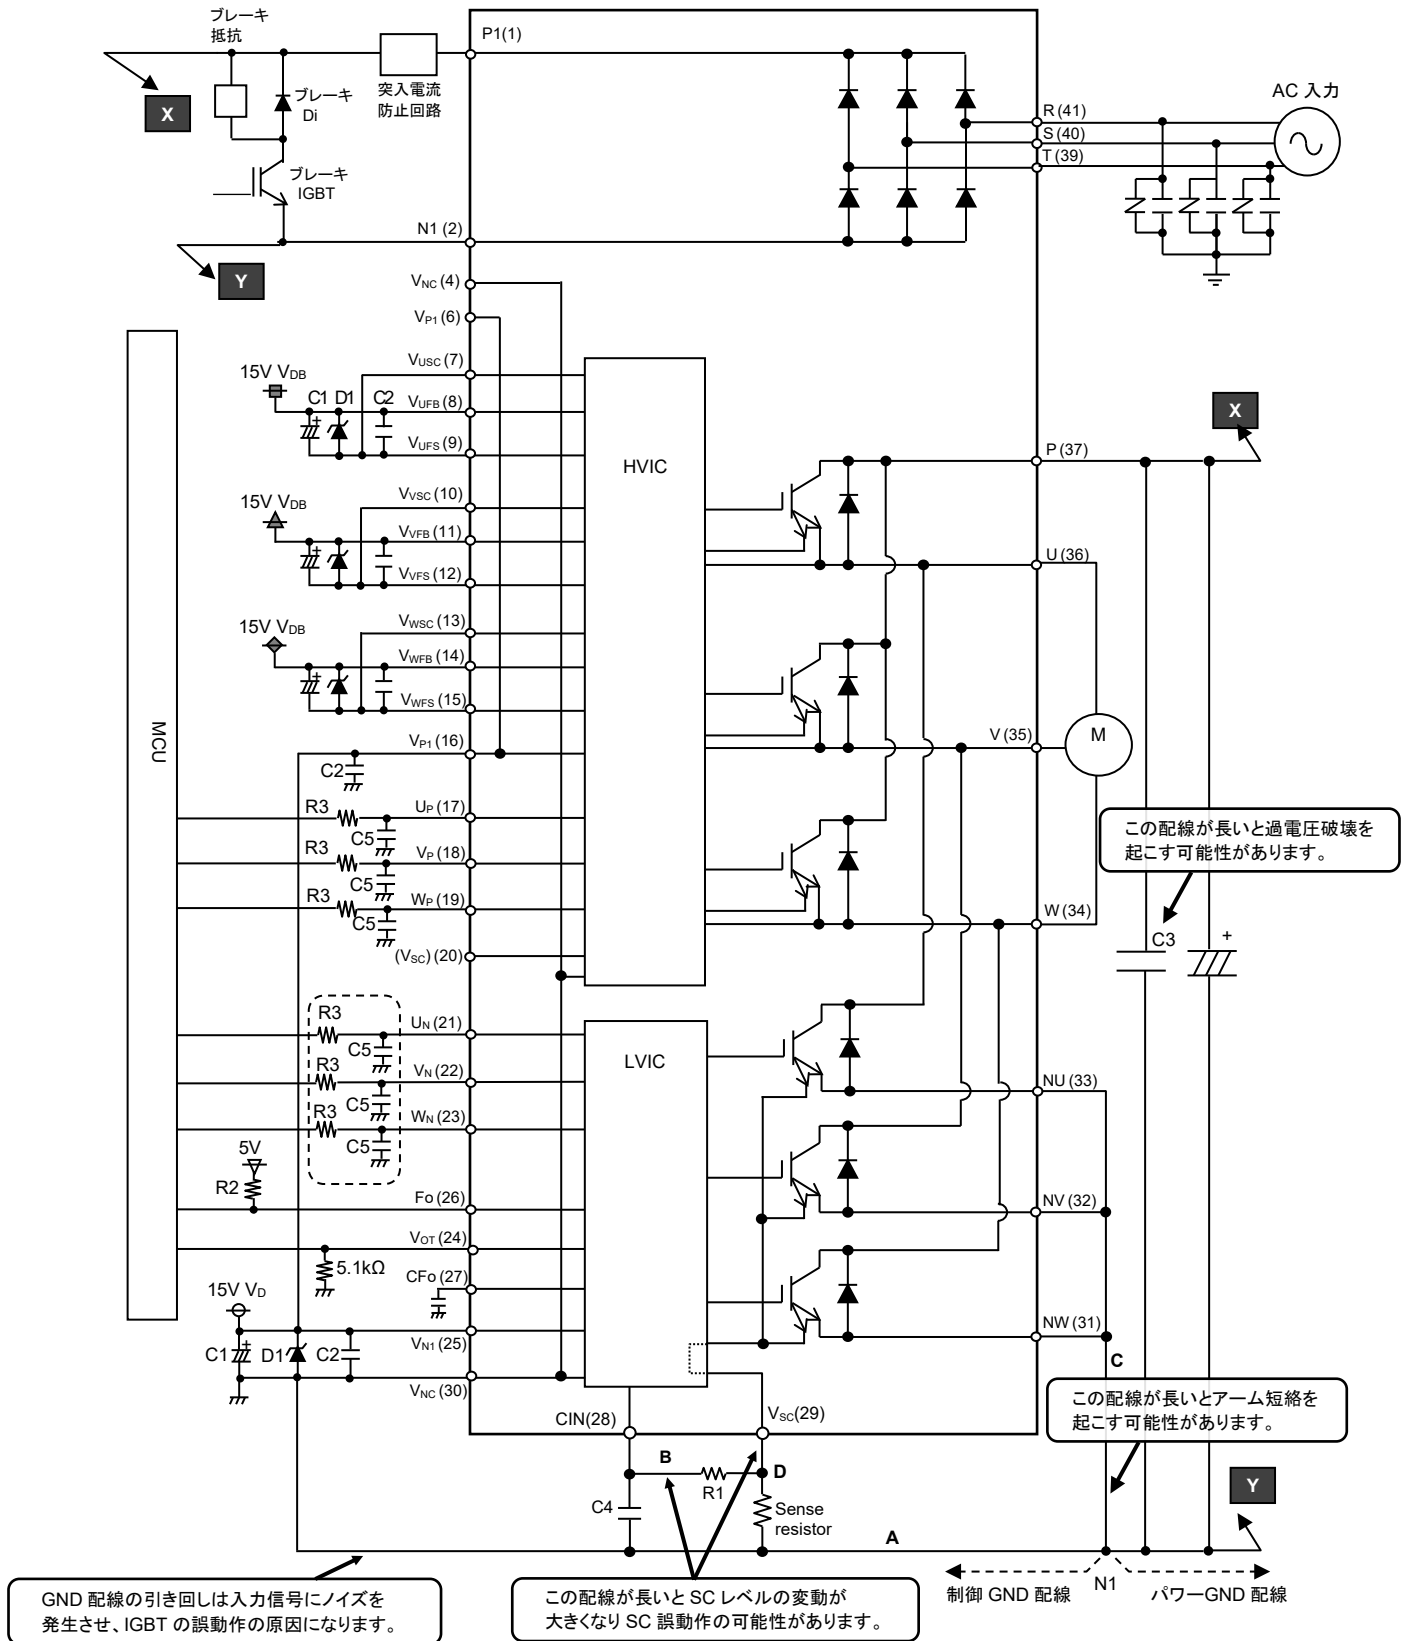 ブレーキ
抵抗
P1(1)
X
ブレーキ
Di
突入電流
防止回路
AC 入力
R (41)
S (40)
T (39)
ブレーキ
IGBT
N1 (2)
Y
VNC (4)
VP1 (6)
VUSC (7)
15V VDB
C1 D1 C2
VUFB (8)
VUFS (9)
HVIC
X
P (37)
VVSC (10)
15V VDB
VVFB (11)
VVFS (12)
U (36)
VWSC (13)
15V VDB
VWFB (14)
VWFS (15)
MCU
VP1 (16)
C2
V (35)
M
R3
UP (17)
C5
R3
VP (18)
C5
R3
WP (19)
C5
この配線が長いと過電圧破壊を
起こす可能性があります。
W (34)
C3
+
(VSC) (20)
R3
UN (21)
C5
LVIC
R3
VN (22)
C5
R3
WN (23)
C5
NU (33)
5V
R2
Fo (26)
NV (32)
VOT (24)
5.1kΩ
CFo (27)
15V VD
NW (31)
C1
D1
C2
VN1 (25)
C
VNC (30)
この配線が長いとアーム短絡を
起こす可能性があります。
CIN(28)
VSC(29)
B
D
R1
C4
Sense
resistor
Y
A
制御 GND 配線
N1
パワーGND 配線
GND 配線の引き回しは入力信号にノイズを
発生させ、IGBT の誤動作の原因になります。
この配線が長いと SC レベルの変動が
大きくなり SC 誤動作の可能性があります。